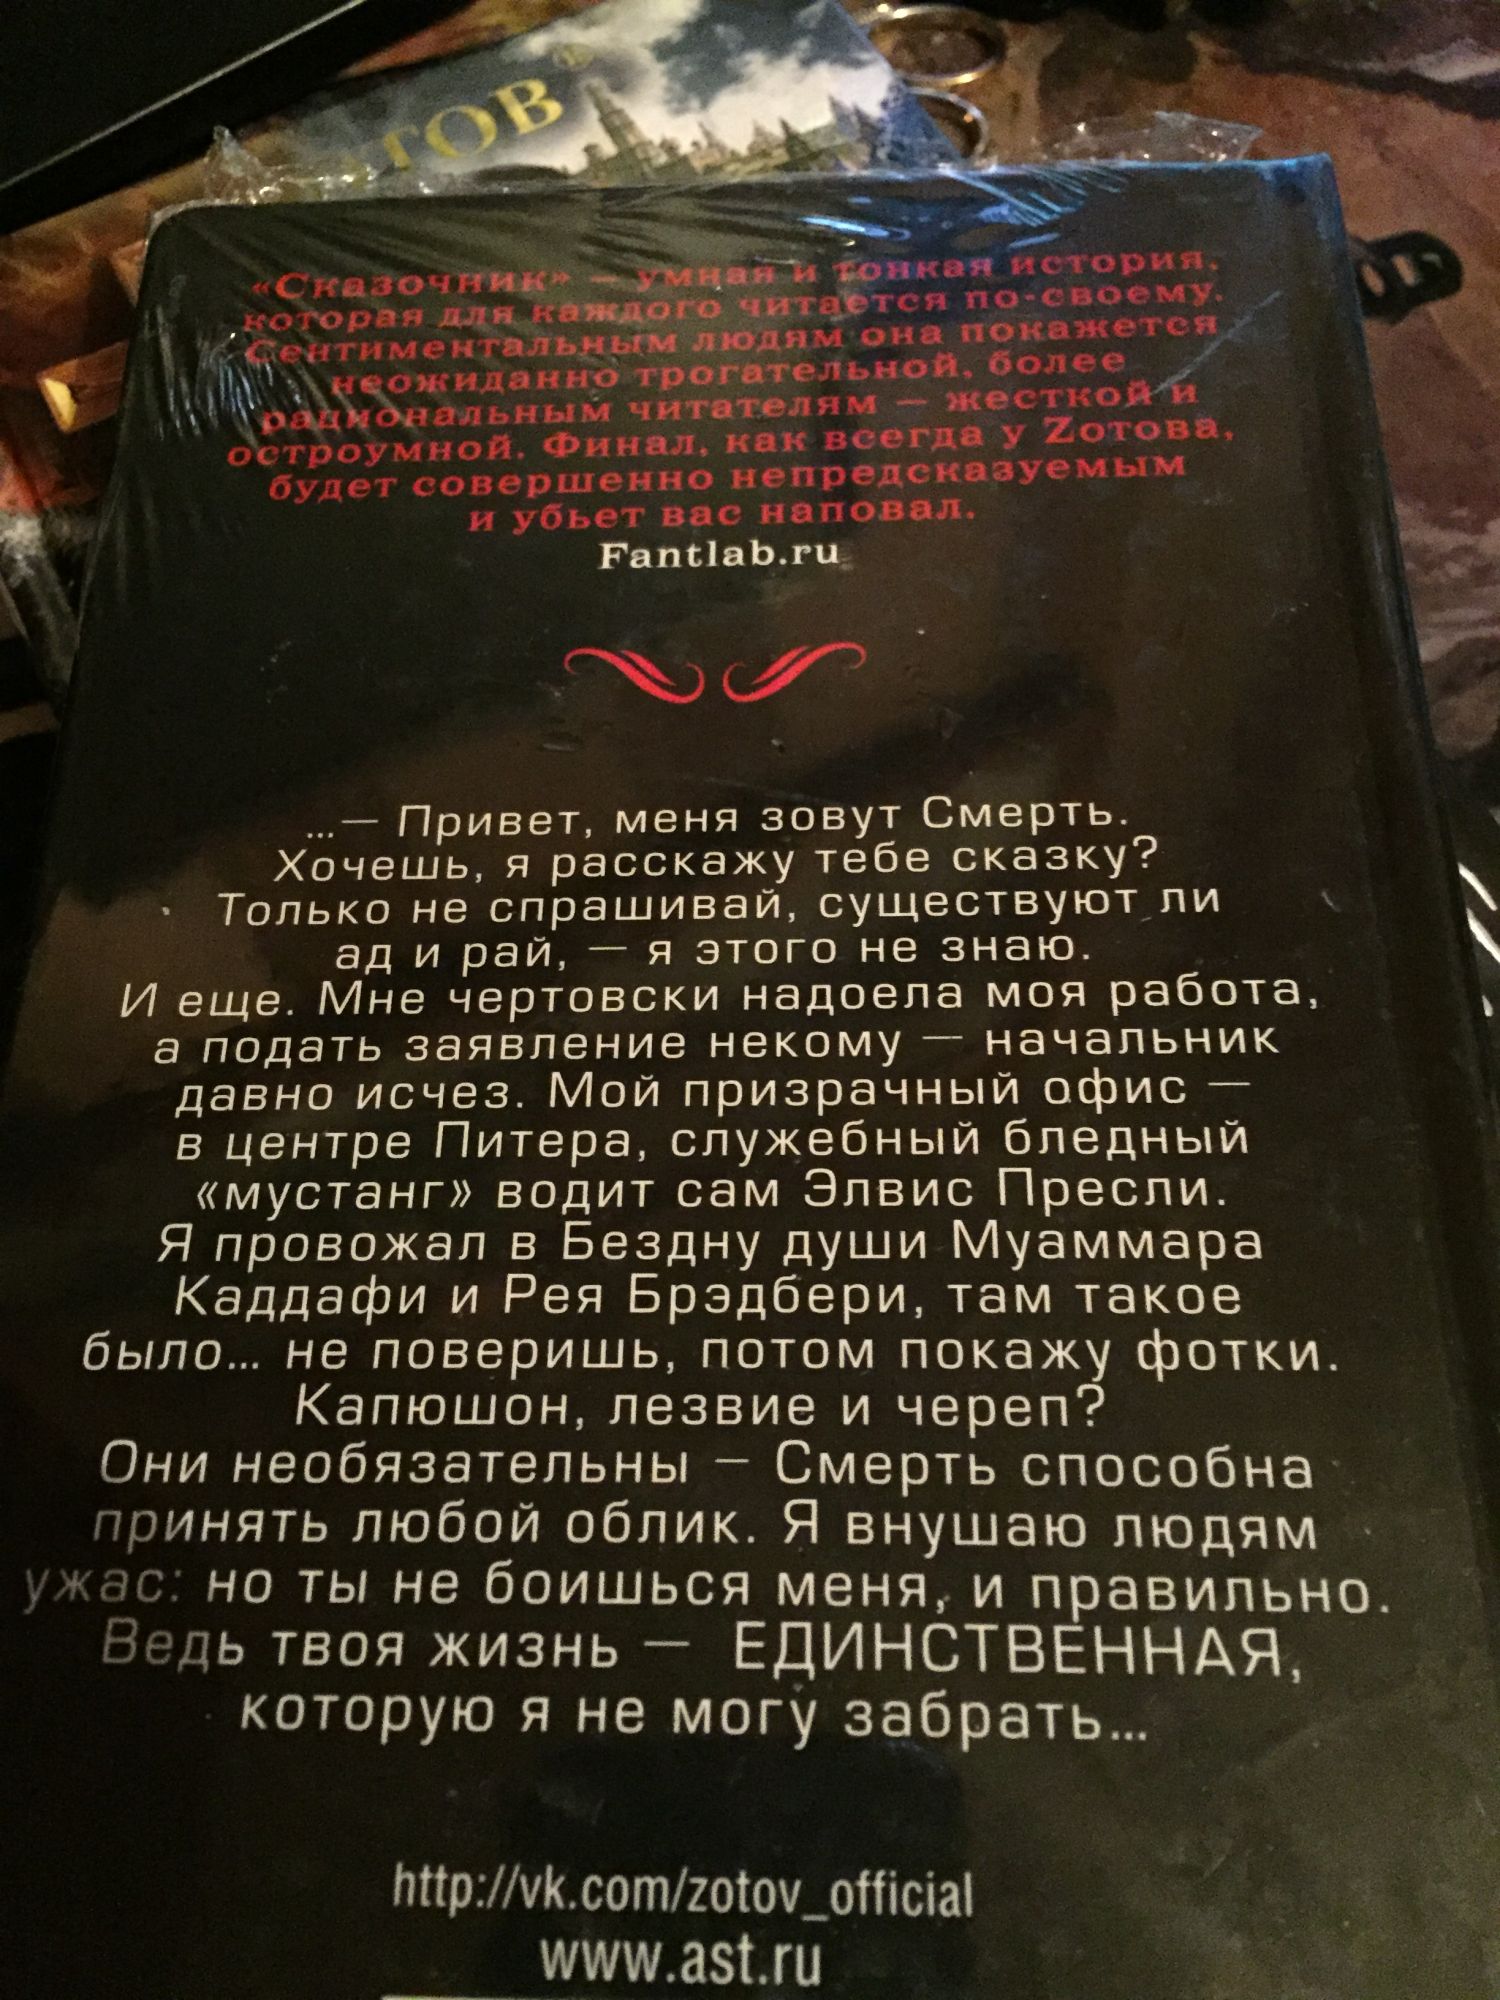 АГОВ®
«Сказочник» — умная и тонкая история,
которая для каждого читается по-своему.
Сентиментальным людям она покажется
неожиданно трогательной, более
рациональным читателям — жесткой и
остроумной. Финал, как всегда у Zотова,
будет совершенно непредсказуемым
и убьет вас наповал.
Fantlab.ru
...— Привет, меня зовут Смерть.
Хочешь, я расскажу тебе сказку?
Только не спрашивай, существуют ли
ад и рай, — я этого не знаю.
И еще. Мне чертовски надоела моя работа,
а подать заявление некому — начальник
давно исчез. Мой призрачный офис —
в центре Питера, служебный бледный
«мустанг» водит сам Элвис Пресли.
Я провожал в Бездну души Муаммара
Каддафи и Рея Брэдбери, там такое
было... не поверишь, потом покажу фотки.
Капюшон, лезвие и череп?
Они необязательны — Смерть способна
принять любой облик. Я внушаю людям
ужас: но ты не боишься меня, и правильно.
Ведь твоя жизнь — ЕДИНСТВЕННАЯ,
которую я не могу забрать...
http://vk.com/zotov_official
www.ast.ru